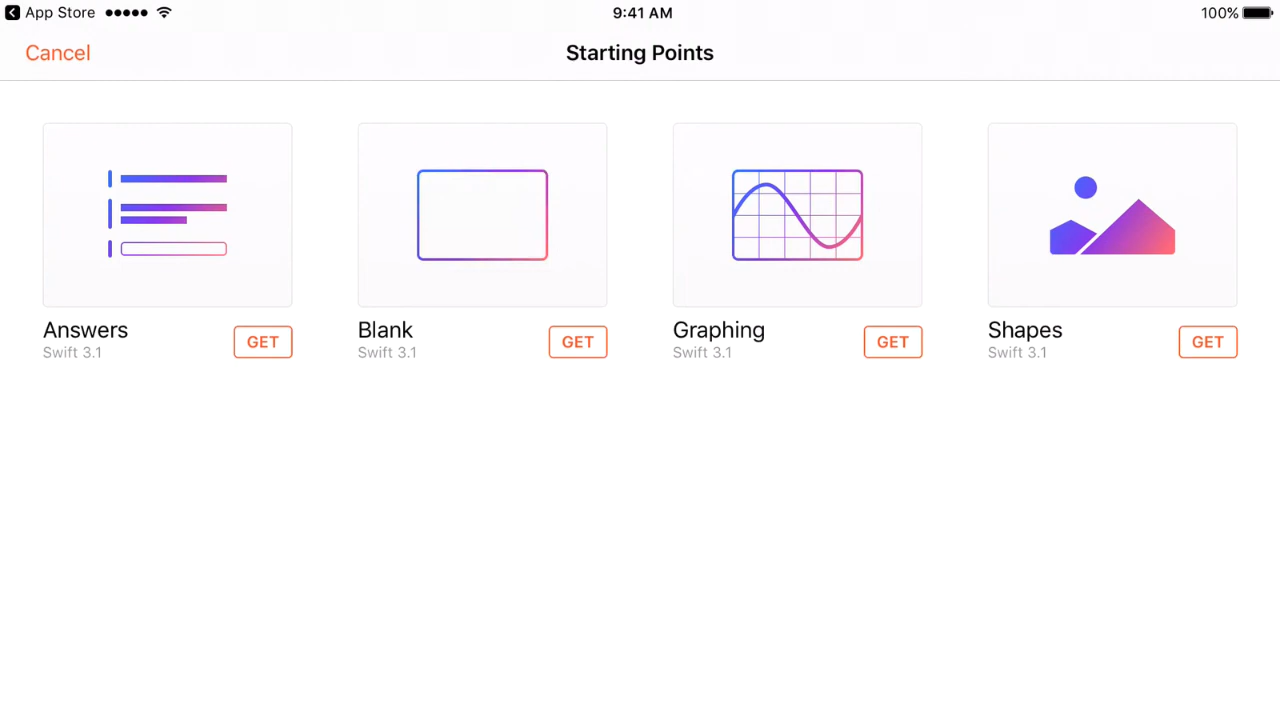 App Store 9:41 AM 100%
Cancel Starting Points
Answers Blank Graphing Shapes
Swift 3.1 GET Swift 3.1 GET Swift 3.1 GET Swift 3.1 GET